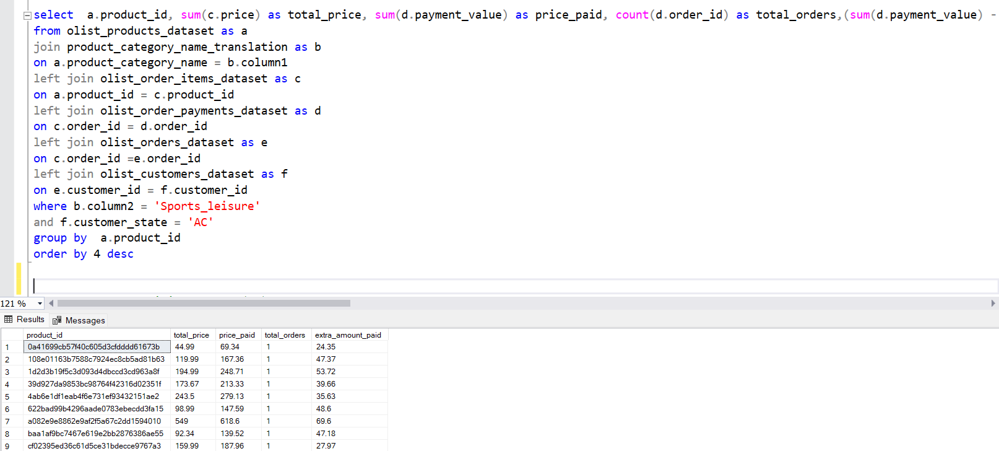 select  a.product_id, sum(c.price) as total_price, sum(d.payment_value) as price_paid, count(d.order_id) as total_orders,(sum(d.payment_value) -
from olist_products_dataset as a
join product_category_name_translation as b
on a.product_category_name = b.column1
left join olist_order_items_dataset as c
on a.product_id = c.product_id
left join olist_order_payments_dataset as d
on c.order_id = d.order_id
left join olist_orders_dataset as e
on c.order_id =e.order_id
left join olist_customers_dataset as f
on e.customer_id = f.customer_id
where b.column2 = 'Sports_leisure'
and f.customer_state = 'AC'
group by  a.product_id
order by 4 desc
121 %
Results Messages
product_id total_price price_paid total_orders extra_amount_paid
1 0a41699cb57f40c605d3cfdddd61673b 44.99 69.34 1 24.35
2 108e01163b7588c7924ec8cb5ad81b63 119.99 167.36 1 47.37
3 1d2d3b19f5c3d093d4dbccd3cd963a8f 194.99 248.71 1 53.72
4 39d927da9853bc98764f42316d02351f 173.67 213.33 1 39.66
5 4ab6e1df1eab4f6e731ef93432151ae2 243.5 279.13 1 35.63
6 622bad99b4296aade0783ebecdd3fa15 98.99 147.59 1 48.6
7 a082e9e8862e9af2f5a67c2dd1594010 549 618.6 1 69.6
8 baa1af9bc7467e619e2bb2876386ae55 92.34 139.52 1 47.18
9 cf02395ed36c61d5ce31bdecce9767a3 159.99 187.96 1 27.97